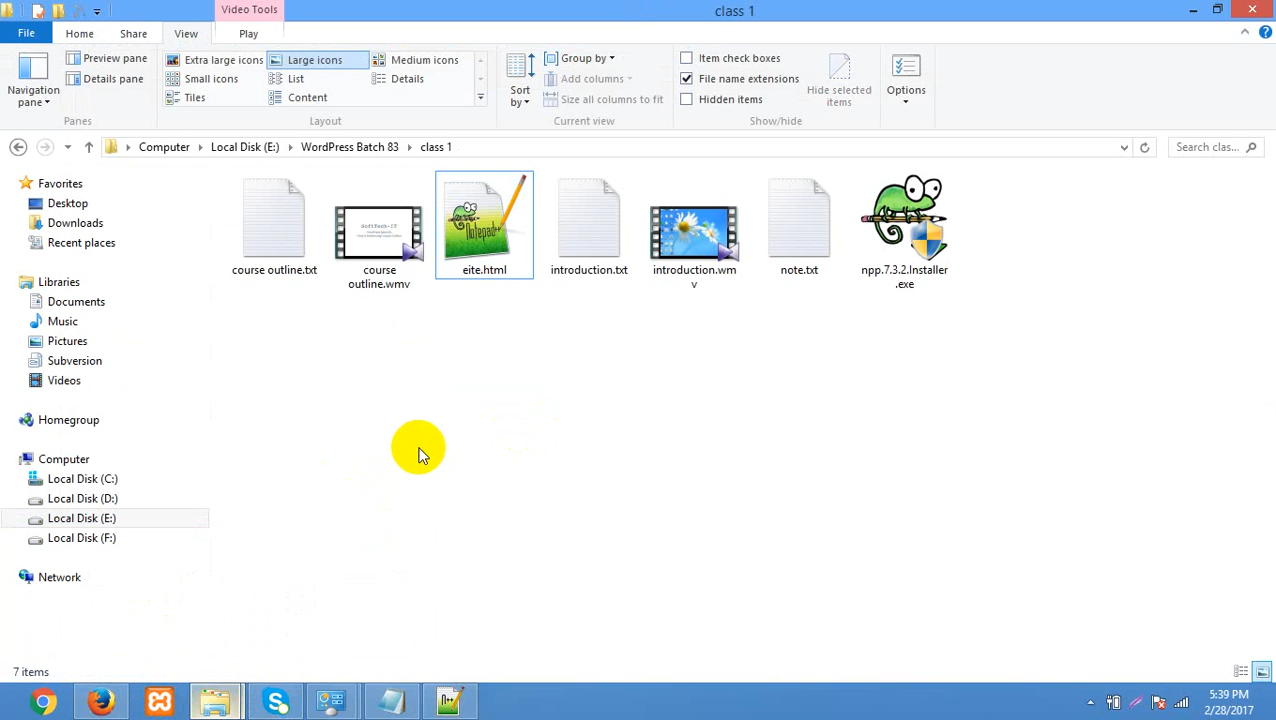 Video Tools
class 1
File
Home
Share
View
Play
Navigation
pane
Preview pane
Details pane
Panes
Extra large icons
Large icons
Medium icons
Small icons
List
Details
Tiles
Content
Layout
Sort
by
Group by
Add columns
Size all columns to fit
Current view
Item check boxes
File name extensions
Hidden items
Hide selected
items
Show/hide
Options
Computer
Local Disk (E:)
WordPress Batch 83
class 1
Search clas...
Favorites
Desktop
Downloads
Recent places
Libraries
Documents
Music
Pictures
Subversion
Videos
Homegroup
Computer
Local Disk (C:)
Local Disk (D:)
Local Disk (E:)
Local Disk (F:)
Network
SoftTech-IT
Notepad++
course outline.txt
course
outline.wmv
eite.html
introduction.txt
introduction.wm
v
note.txt
npp.7.3.2.Installer
.exe
7 items
5:39 PM
2/28/2017